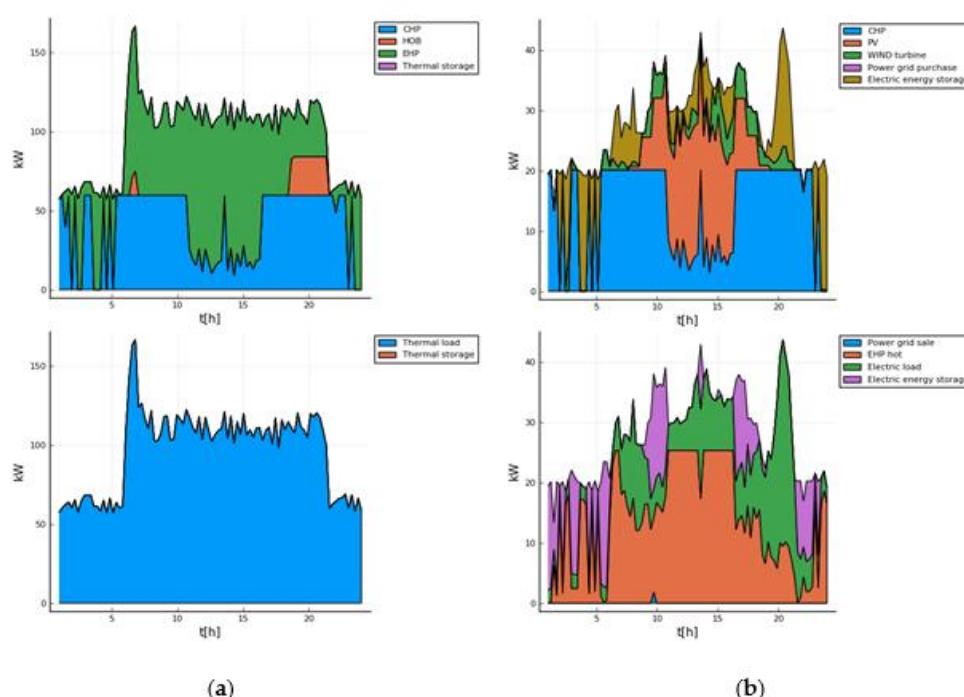 CHP
HOB
EHP
Thermal storage
150
100
50
0
kW
5
10
15
20
t[h]
CHP
PV
WIND turbine
Power grid purchase
Electric energy storage
40
30
20
10
0
kW
5
10
15
20
t[h]
Thermal load
Thermal storage
150
100
50
0
kW
5
10
15
20
t[h]
Power grid sale
EHP hot
Electric load
Electric energy storage
40
30
20
10
0
kW
5
10
15
20
t[h]
(a)
(b)